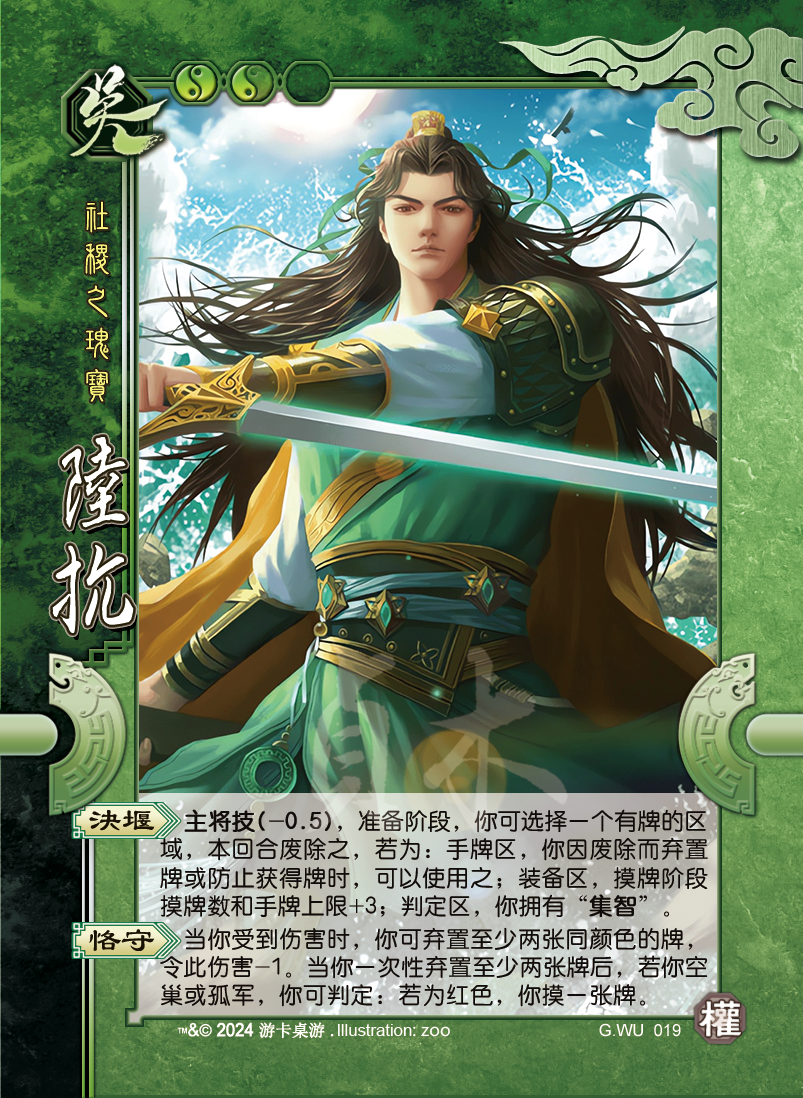 吳
社稷之瑰寶
陸抗
決堰
主将技(−0.5)，准备阶段，你可选择一个有牌的区
域，本回合废除之，若为：手牌区，你因废除而弃置
牌或防止获得牌时，可以使用之；装备区，摸牌阶段
摸牌数和手牌上限+3；判定区，你拥有“集智”。
恪守
当你受到伤害时，你可弃置至少两张同颜色的牌，
令此伤害−1。当你一次性弃置至少两张牌后，若你空
巢或孤军，你可判定：若为红色，你摸一张牌。
™&© 2024 游卡桌游 . Illustration: zoo
G.WU 019
權